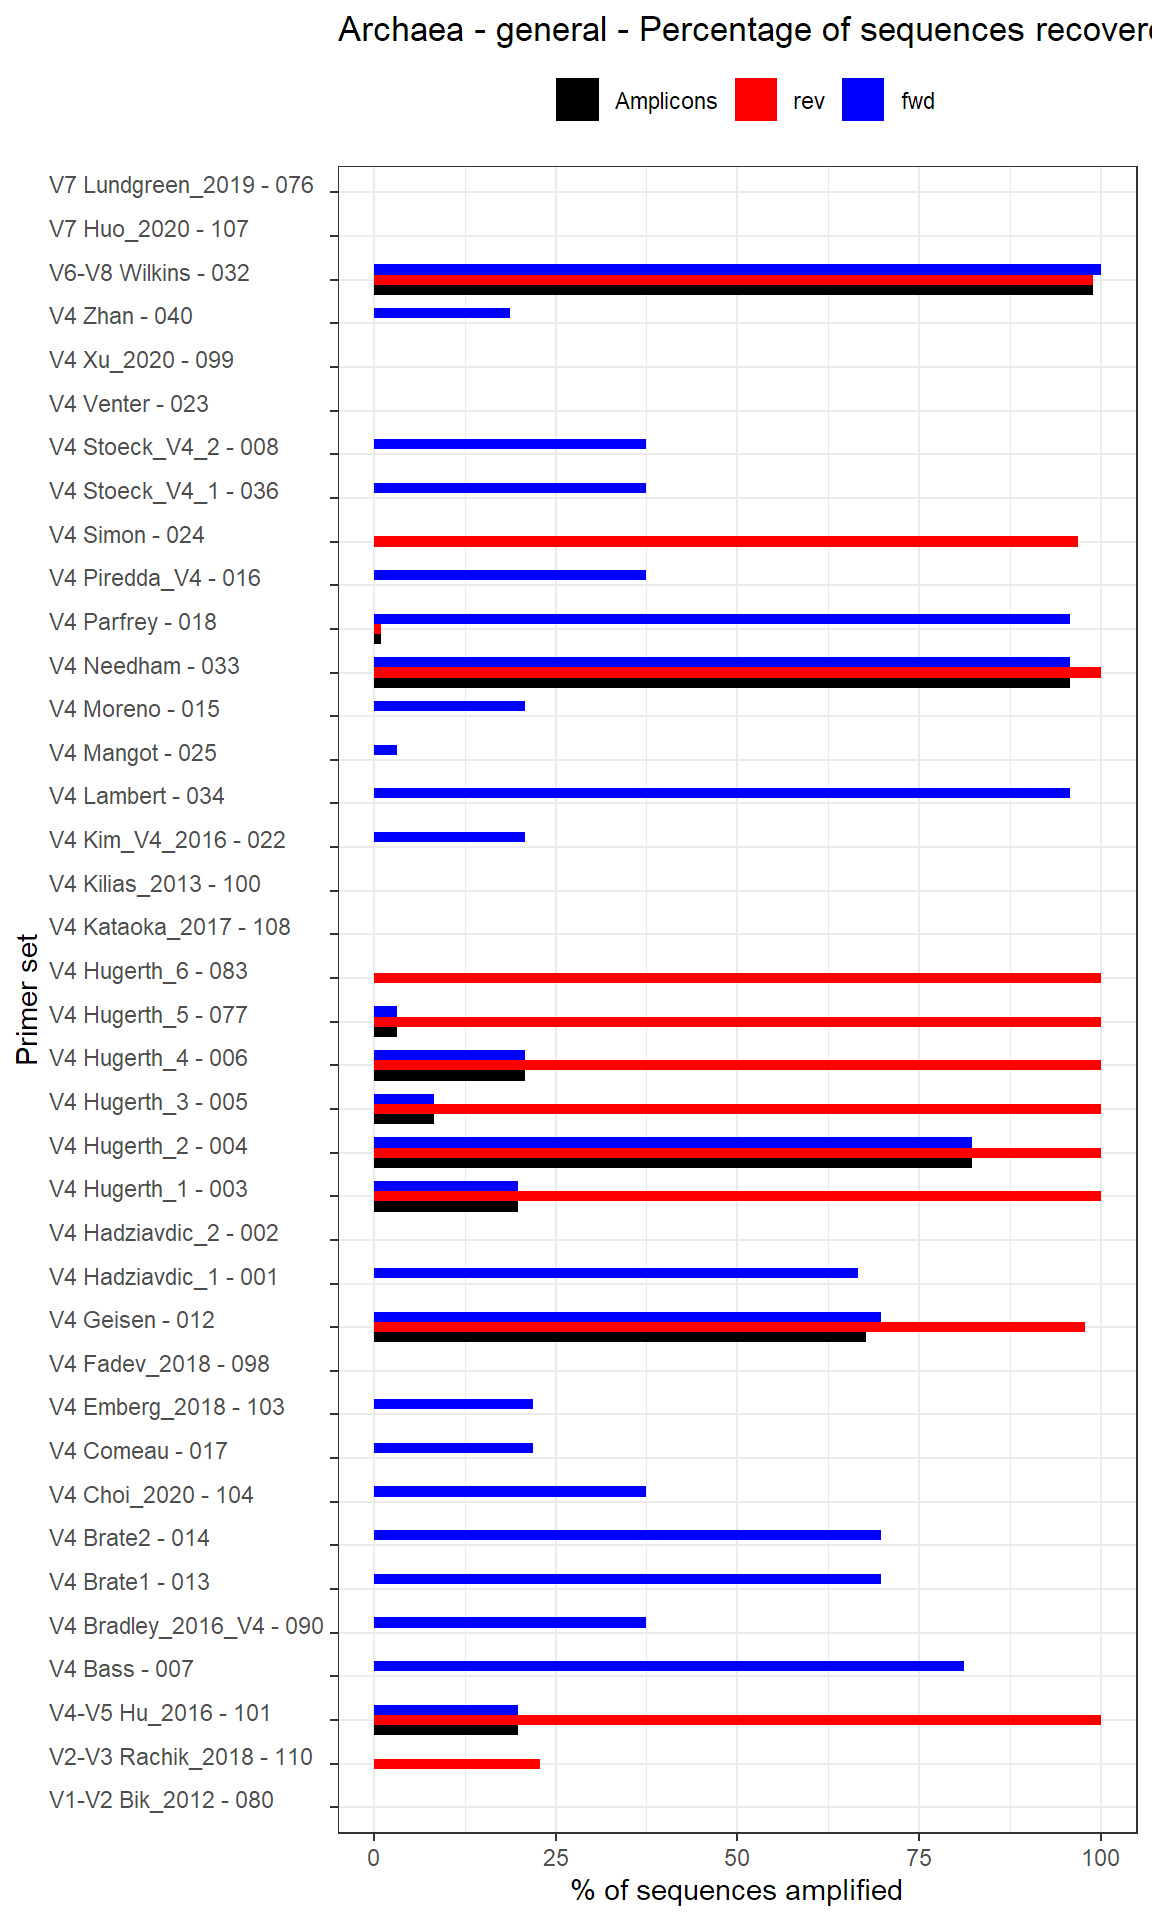 Archaea - general - Percentage of sequences recovere
Amplicons rev fwd
V7 Lundgreen_2019 - 076
V7 Huo_2020 - 107
V6-V8 Wilkins - 032
V4 Zhan - 040
V4 Xu_2020 - 099
V4 Venter - 023
V4 Stoeck_V4_2 - 008
V4 Stoeck_V4_1 - 036
V4 Simon - 024
V4 Piredda_V4 - 016
V4 Parfrey - 018
V4 Needham - 033
V4 Moreno - 015
V4 Mangot - 025
V4 Lambert - 034
V4 Kim_V4_2016 - 022
V4 Kilias_2013 - 100
V4 Kataoka_2017 - 108
V4 Hugerth_6 - 083
V4 Hugerth_5 - 077
V4 Hugerth_4 - 006
V4 Hugerth_3 - 005
V4 Hugerth_2 - 004
V4 Hugerth_1 - 003
V4 Hadziavdic_2 - 002
V4 Hadziavdic_1 - 001
V4 Geisen - 012
V4 Fadev_2018 - 098
V4 Emberg_2018 - 103
V4 Comeau - 017
V4 Choi_2020 - 104
V4 Brate2 - 014
V4 Brate1 - 013
V4 Bradley_2016_V4 - 090
V4 Bass - 007
V4-V5 Hu_2016 - 101
V2-V3 Rachik_2018 - 110
V1-V2 Bik_2012 - 080
Primer set
0 25 50 75 100
% of sequences amplified